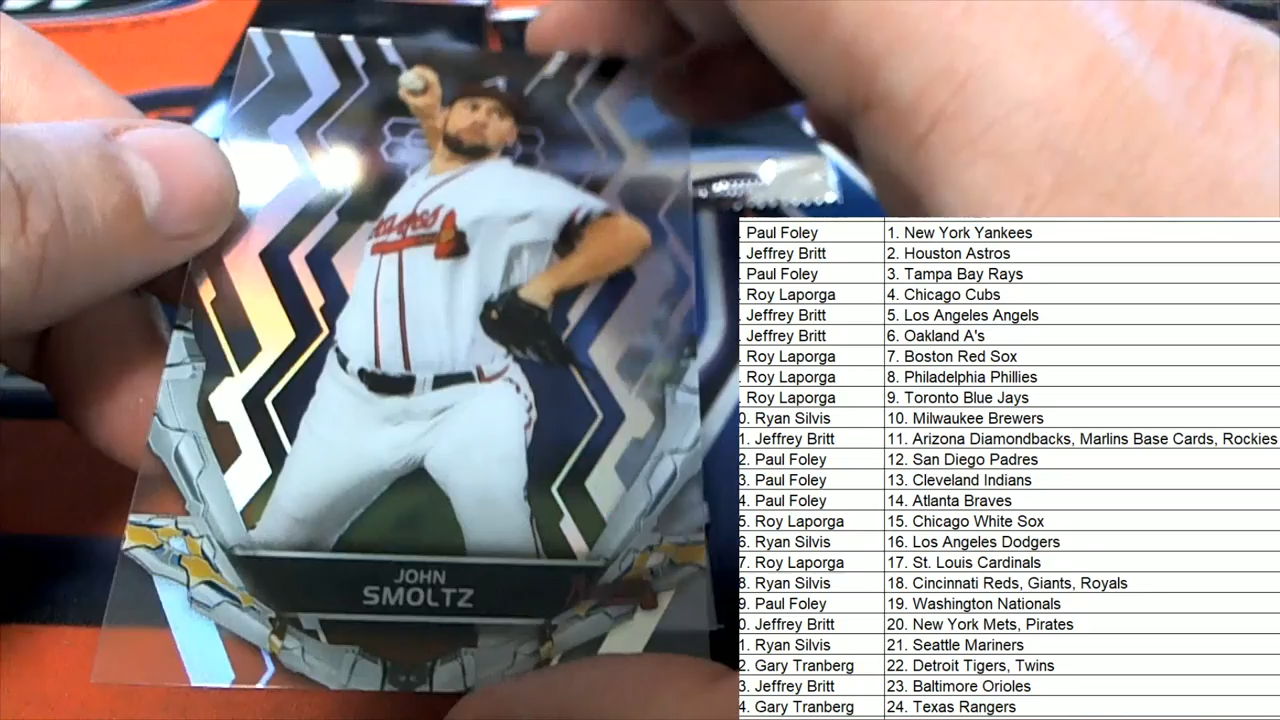 Braves
JOHN
SMOLTZ
. Paul Foley 1. New York Yankees
. Jeffrey Britt 2. Houston Astros
. Paul Foley 3. Tampa Bay Rays
. Roy Laporga 4. Chicago Cubs
. Jeffrey Britt 5. Los Angeles Angels
. Jeffrey Britt 6. Oakland A's
. Roy Laporga 7. Boston Red Sox
. Roy Laporga 8. Philadelphia Phillies
. Roy Laporga 9. Toronto Blue Jays
0. Ryan Silvis 10. Milwaukee Brewers
1. Jeffrey Britt 11. Arizona Diamondbacks, Marlins Base Cards, Rockies
2. Paul Foley 12. San Diego Padres
3. Paul Foley 13. Cleveland Indians
4. Paul Foley 14. Atlanta Braves
5. Roy Laporga 15. Chicago White Sox
6. Ryan Silvis 16. Los Angeles Dodgers
7. Roy Laporga 17. St. Louis Cardinals
8. Ryan Silvis 18. Cincinnati Reds, Giants, Royals
9. Paul Foley 19. Washington Nationals
0. Jeffrey Britt 20. New York Mets, Pirates
1. Ryan Silvis 21. Seattle Mariners
2. Gary Tranberg 22. Detroit Tigers, Twins
3. Jeffrey Britt 23. Baltimore Orioles
4. Gary Tranberg 24. Texas Rangers